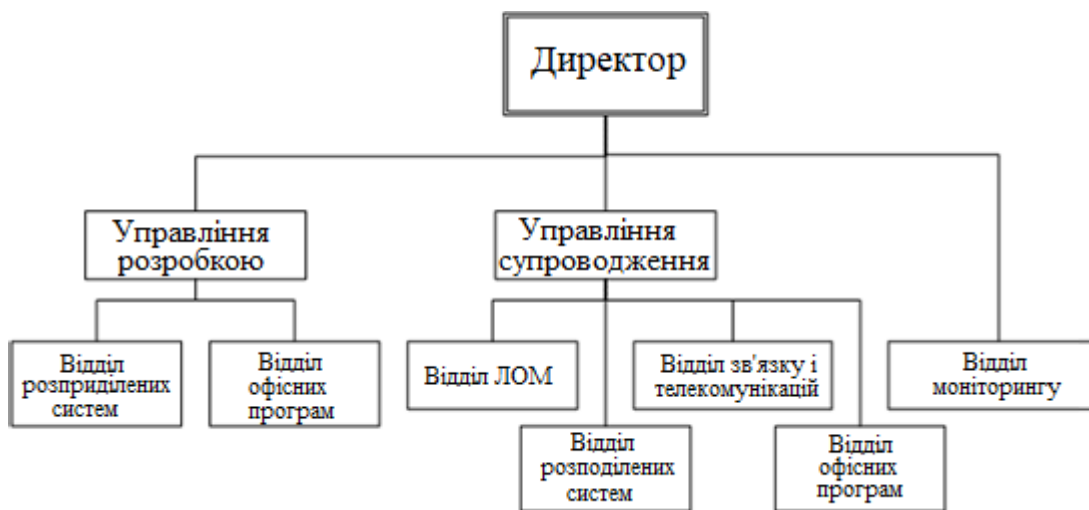 Директор
Управління
розробкою
Управління
супроводження
Відділ
розприділених
систем
Відділ
офісних
програм
Відділ ЛОМ
Відділ зв'язку і
телекомунікацій
Відділ
моніторингу
Відділ
розподілених
систем
Відділ
офісних
програм